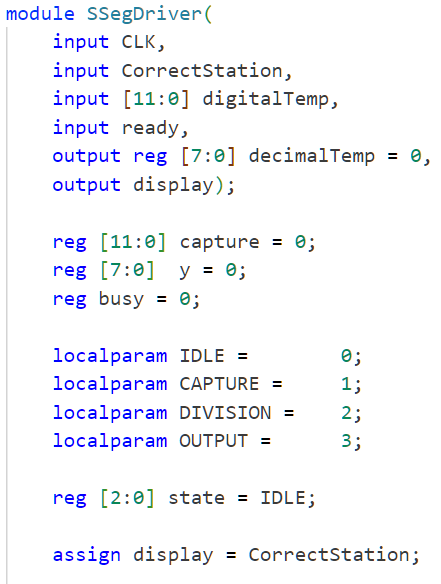 module SSegDriver(
    input CLK,
    input CorrectStation,
    input [11:0] digitalTemp,
    input ready,
    output reg [7:0] decimalTemp = 0,
    output display);

    reg [11:0] capture = 0;
    reg [7:0]  y = 0;
    reg busy = 0;

    localparam IDLE =        0;
    localparam CAPTURE =     1;
    localparam DIVISION =    2;
    localparam OUTPUT =      3;

    reg [2:0] state = IDLE;

    assign display = CorrectStation;